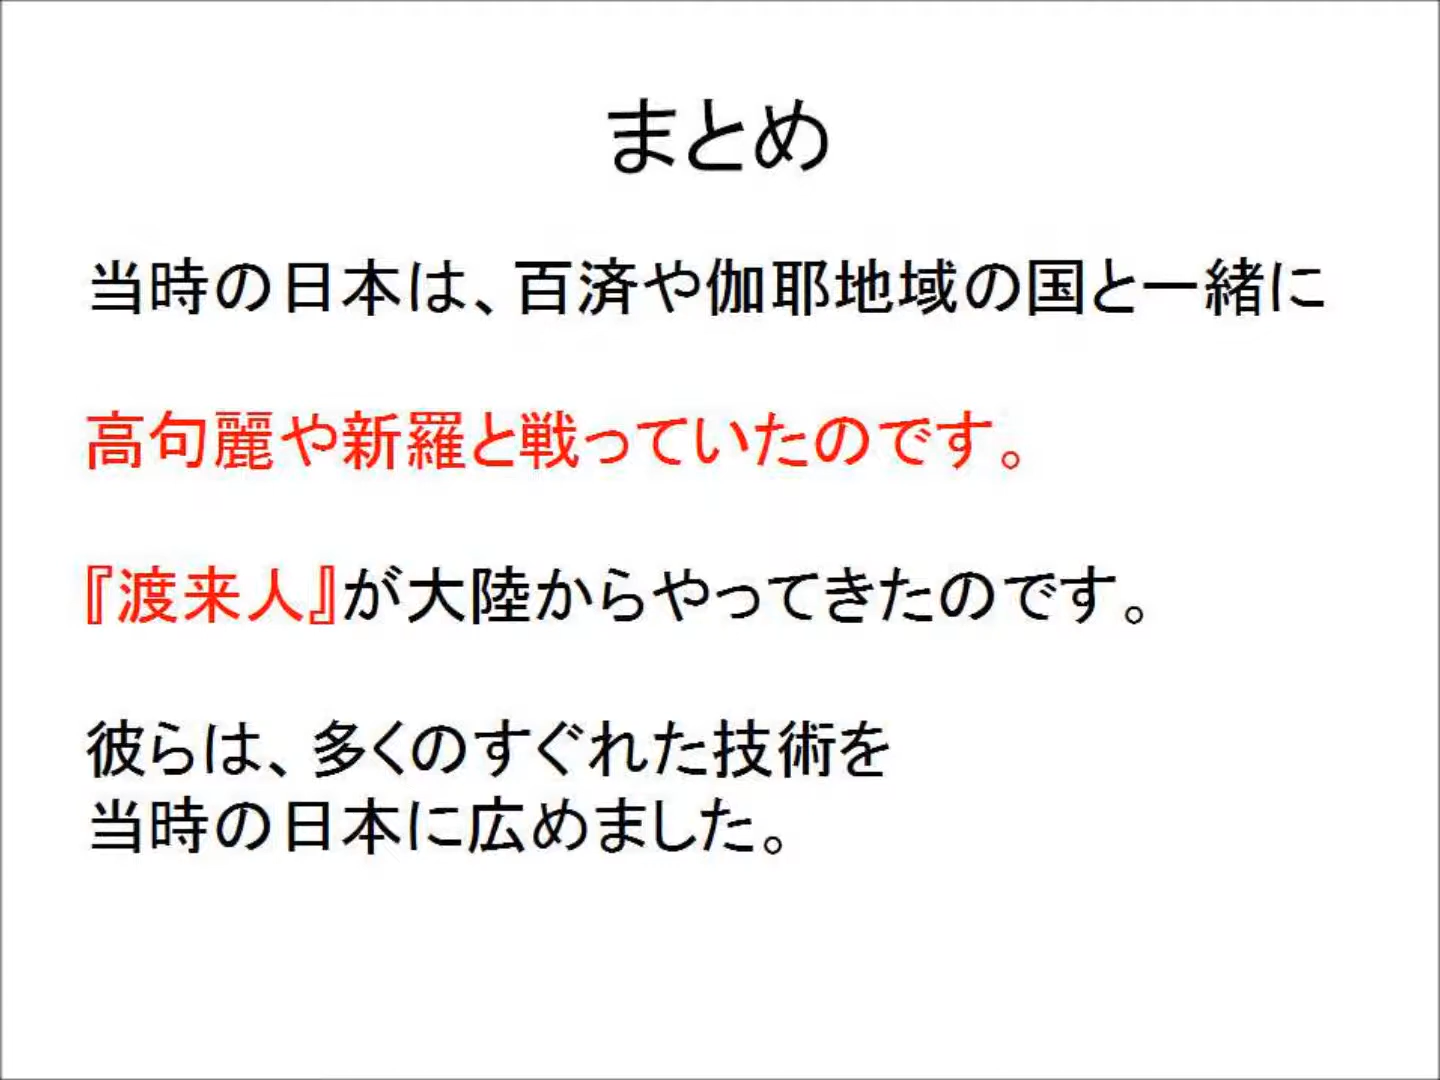 まとめ
当時の日本は、百済や伽耶地域の国と一緒に
高句麗や新羅と戦っていたのです。
『渡来人』が大陸からやってきたのです。
彼らは、多くのすぐれた技術を
当時の日本に広めました。